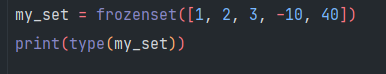 my_set = frozenset([1, 2, 3, -10, 40])
print(type(my_set))